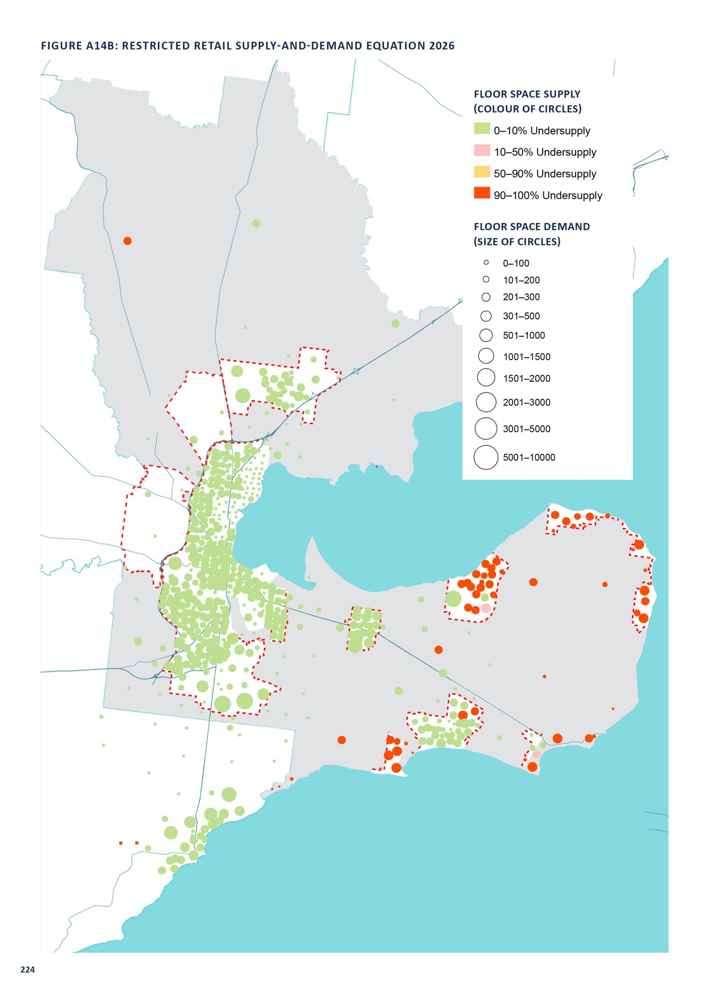 FIGURE A14B: RESTRICTED RETAIL SUPPLY-AND-DEMAND EQUATION 2026
FLOOR SPACE SUPPLY
(COLOUR OF CIRCLES)
0–10% Undersupply
10–50% Undersupply
50–90% Undersupply
90–100% Undersupply
FLOOR SPACE DEMAND
(SIZE OF CIRCLES)
0–100
101–200
201–300
301–500
501–1000
1001–1500
1501–2000
2001–3000
3001–5000
5001–10000
224